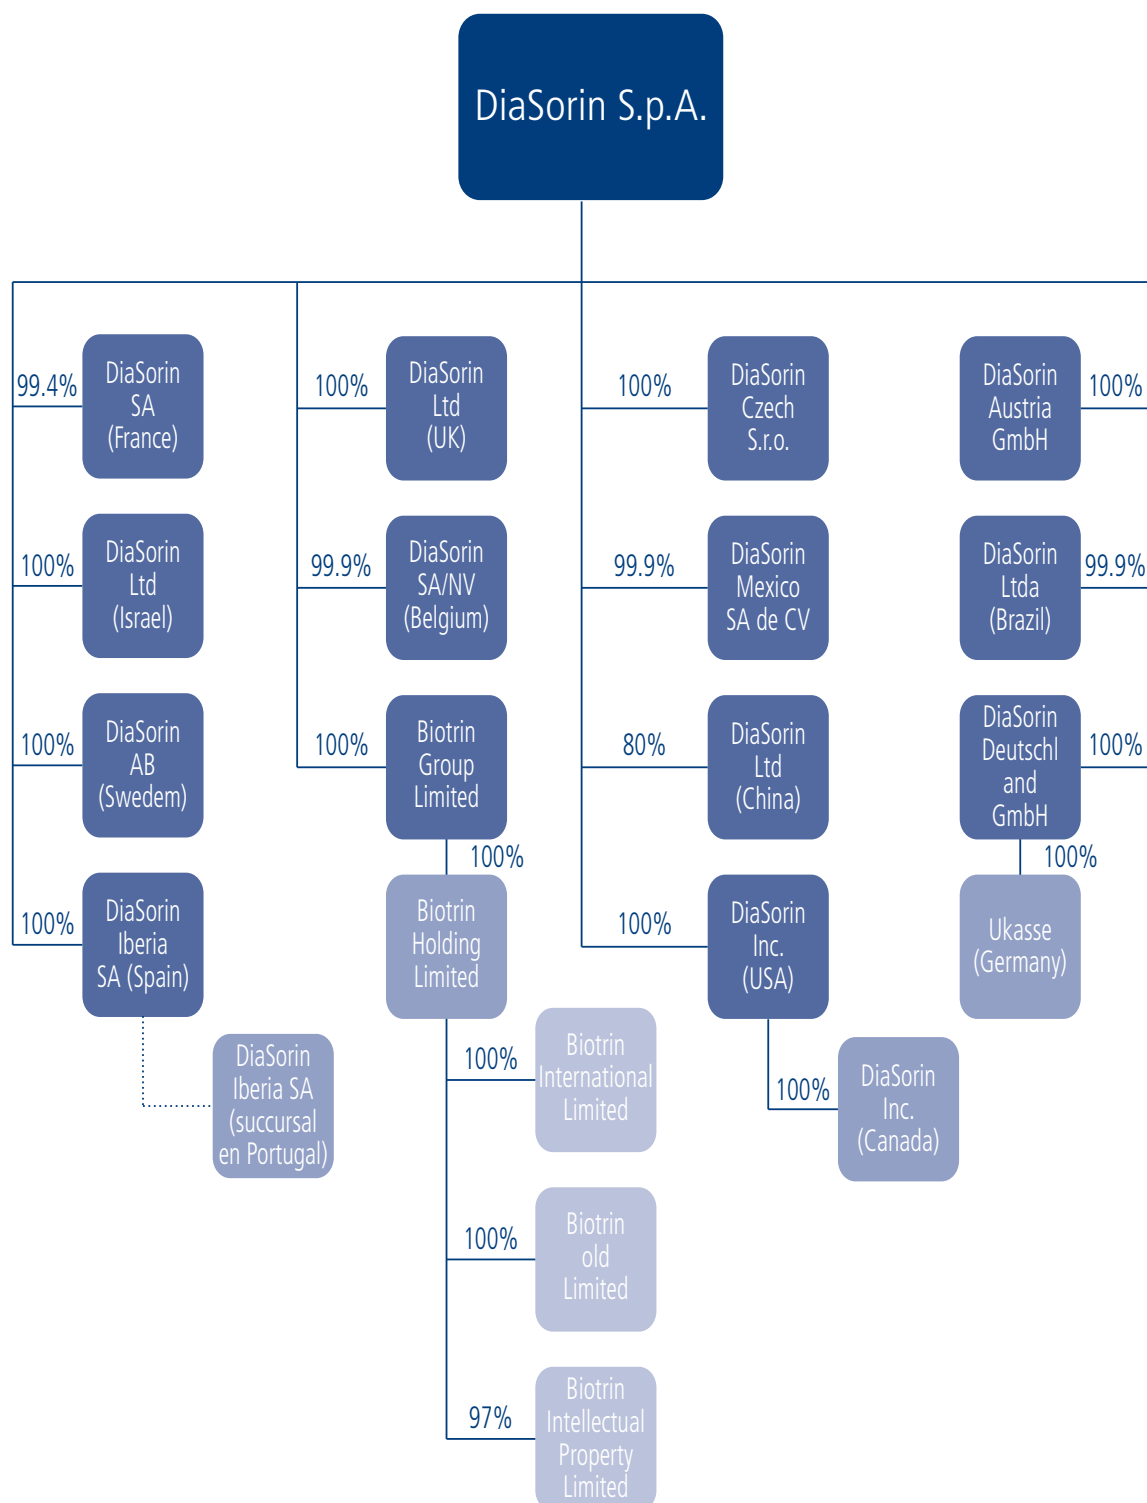 DiaSorin S.p.A.
99.4%
DiaSorin
SA
(France)
100%
DiaSorin
Ltd
(UK)
100%
DiaSorin
Czech
S.r.o.
DiaSorin
Austria
GmbH
100%
100%
DiaSorin
Ltd
(Israel)
99.9%
DiaSorin
SA/NV
(Belgium)
99.9%
DiaSorin
Mexico
SA de CV
DiaSorin
Ltda
(Brazil)
99.9%
100%
DiaSorin
AB
(Swedem)
100%
Biotrin
Group
Limited
80%
DiaSorin
Ltd
(China)
DiaSorin
Deutschl
and
GmbH
100%
100%
100%
100%
DiaSorin
Iberia
SA (Spain)
Biotrin
Holding
Limited
100%
DiaSorin
Inc.
(USA)
Ukasse
(Germany)
DiaSorin
Iberia SA
(succursal
en Portugal)
100%
Biotrin
International
Limited
100%
DiaSorin
Inc.
(Canada)
100%
Biotrin
old
Limited
97%
Biotrin
Intellectual
Property
Limited